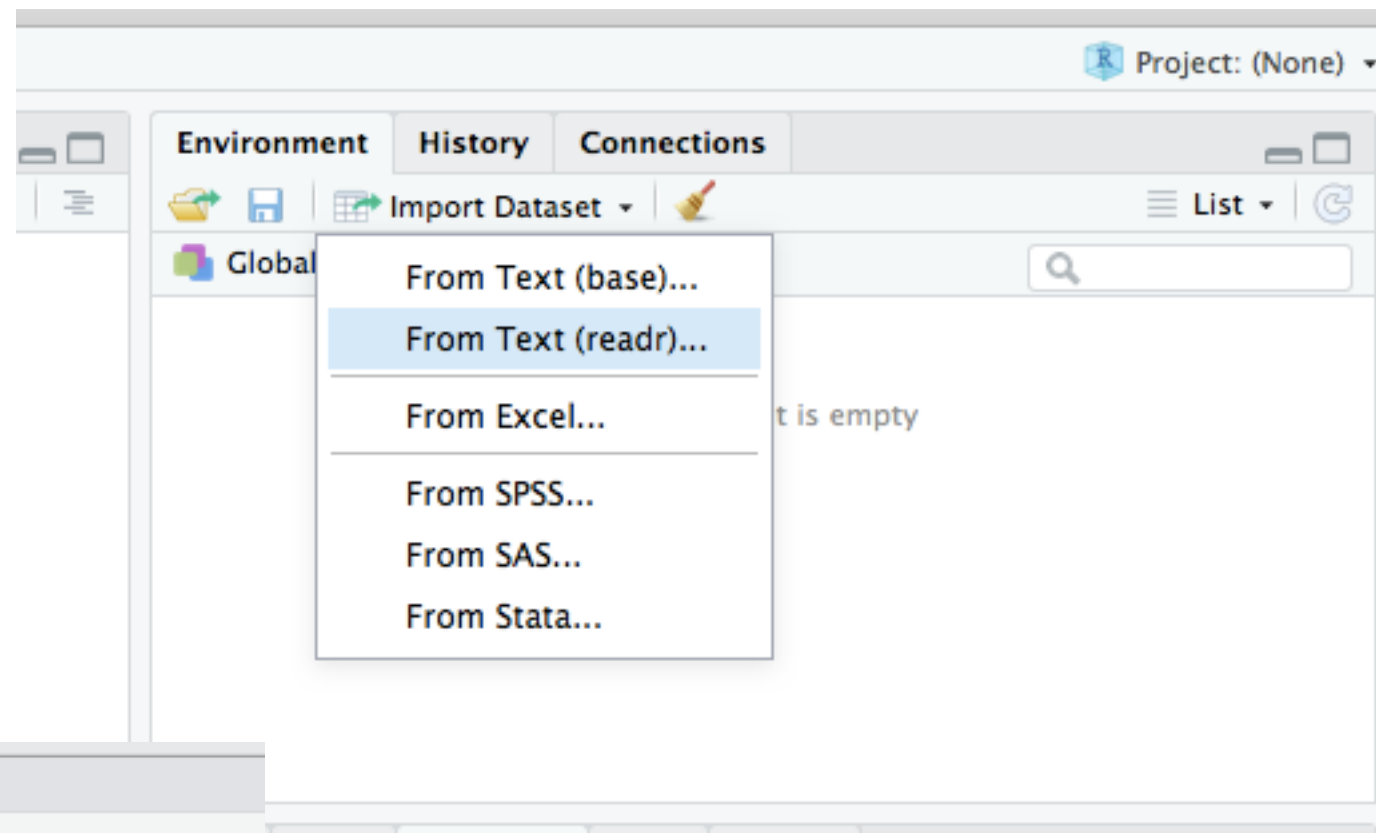 Project: (None)
Environment History Connections
Import Dataset List
Global
From Text (base)...
From Text (readr)...
From Excel...
t is empty
From SPSS...
From SAS...
From Stata...